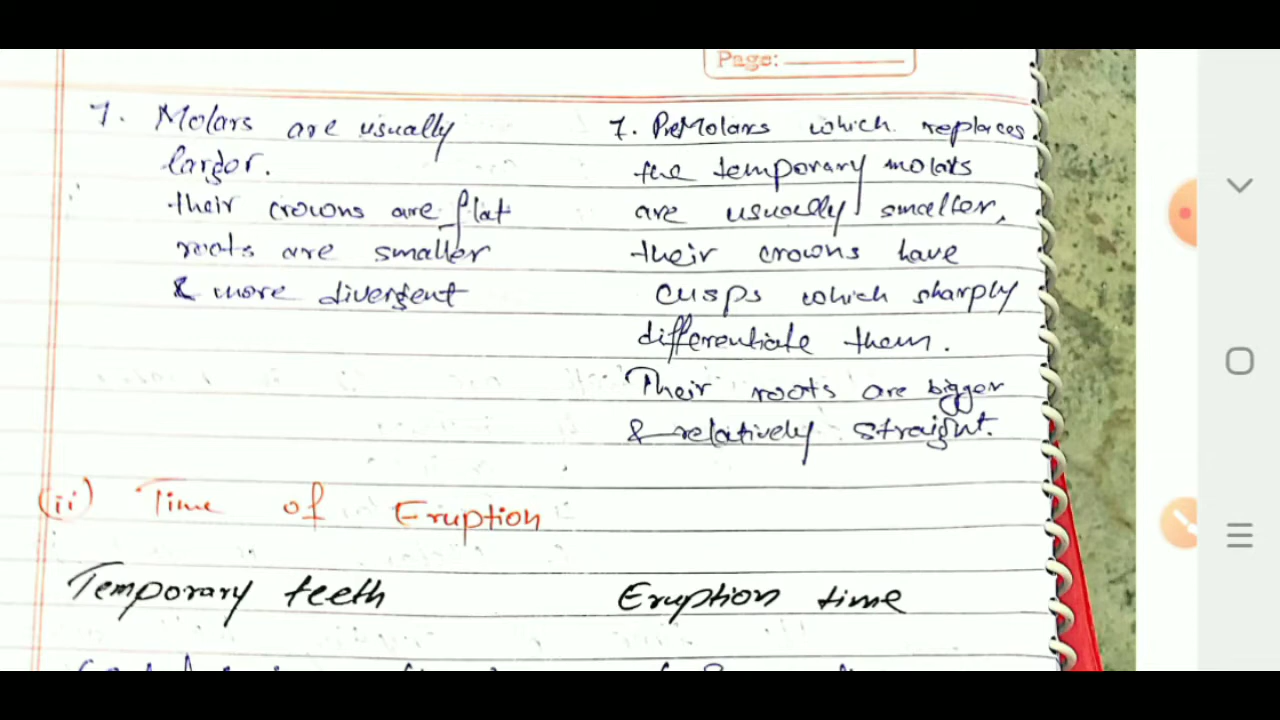 Page:
7. Molars are usually
larger.
their crowns are flat
roots are smaller
& more divergent
7. PreMolars which replaces
the temporary molars
are usually smaller,
their crowns have
cusps which sharply
differentiate them.
Their roots are bigger
& relatively straight.
(ii) Time of Eruption
Temporary teeth Eruption time